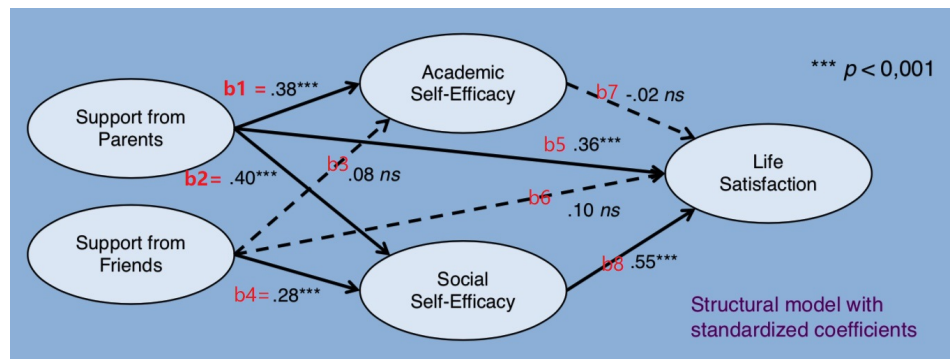 Academic
Self-Efficacy
*** p < 0,001
b1 = .38***
b7 -.02 ns
Support from
Parents
b5 .36***
b3 .08 ns
b2= .40***
Life
Satisfaction
b6 .10 ns
Support from
Friends
b4= .28***
Social
Self-Efficacy
b8 .55***
Structural model with
standardized coefficients